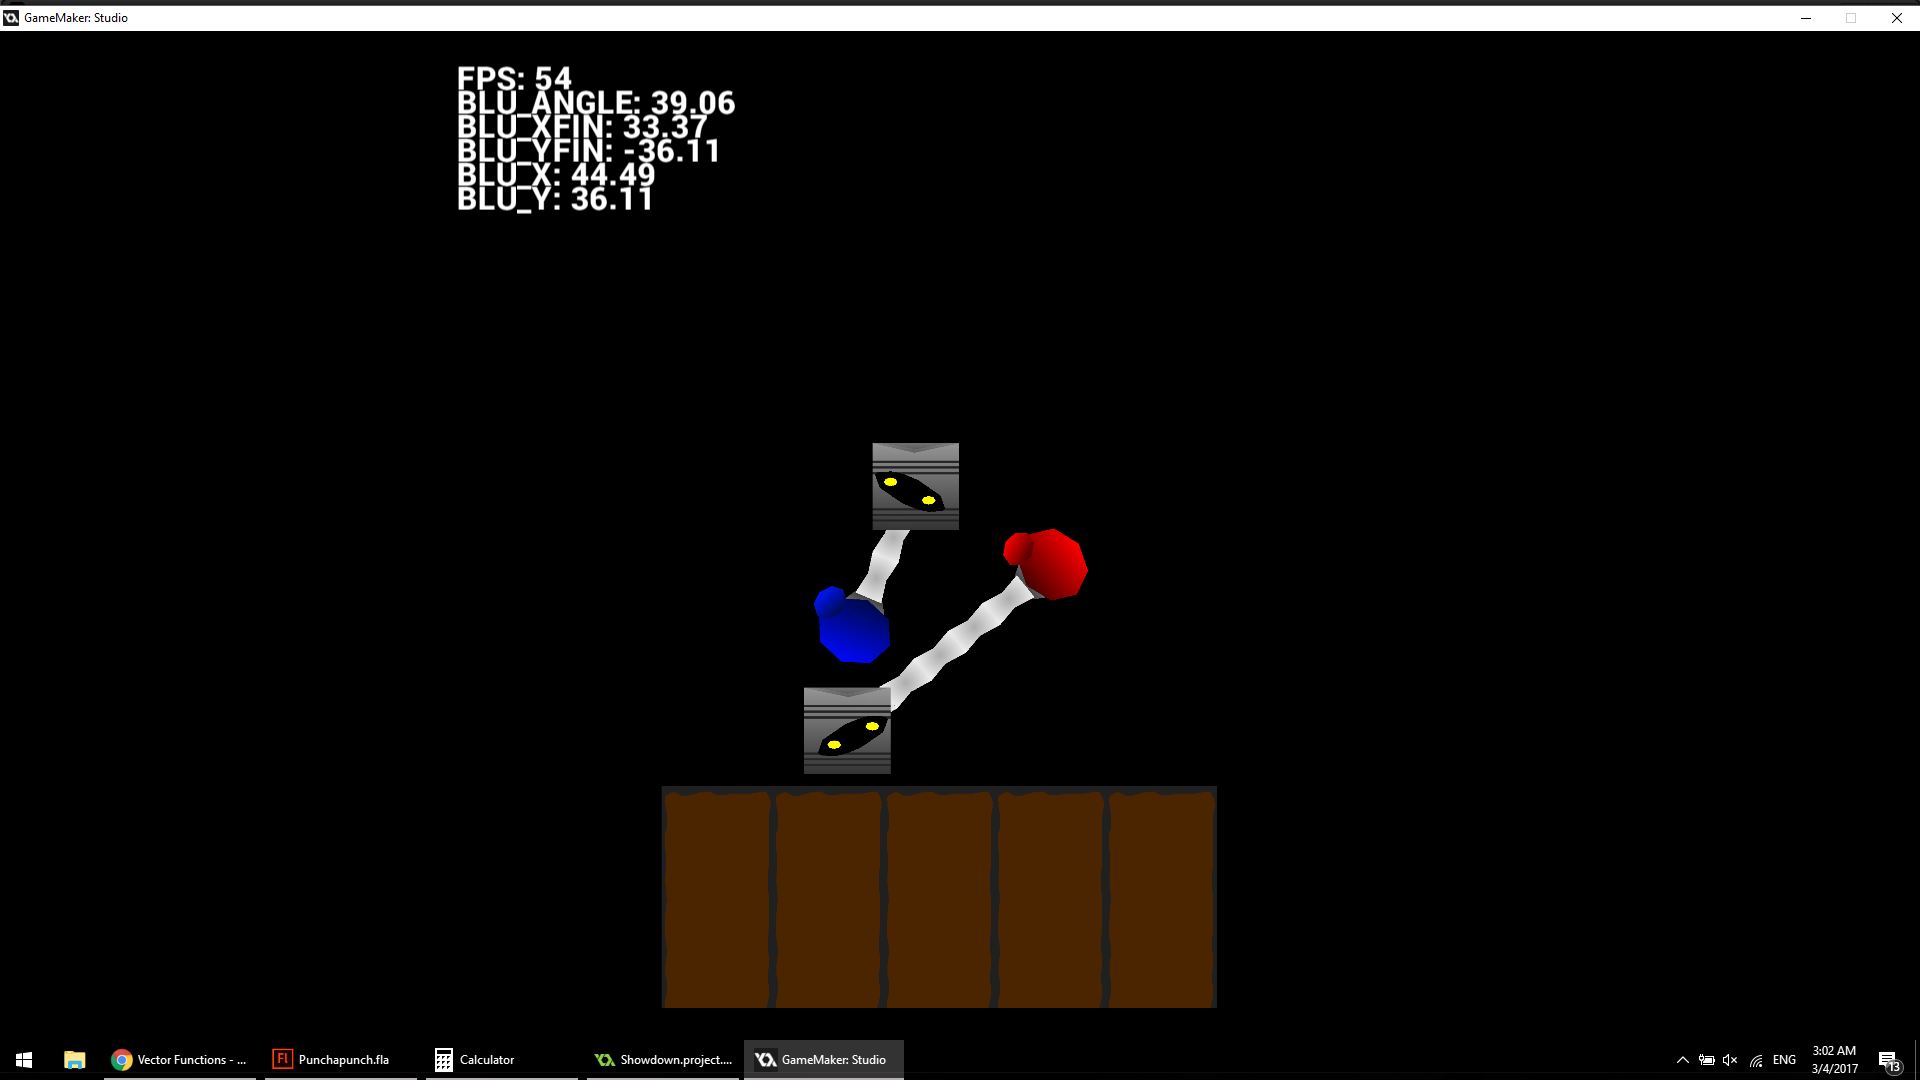 GameMaker: Studio
FPS: 54
BLU_ANGLE: 39.06
BLU_XFIN: 33.37
BLU_YFIN: -36.11
BLU_X: 44.49
BLU_Y: 36.11
Vector Functions - ... Fl Punchapunch.fla Calculator Showdown.project.... GameMaker: Studio ENG 3:02 AM 13
3/4/2017